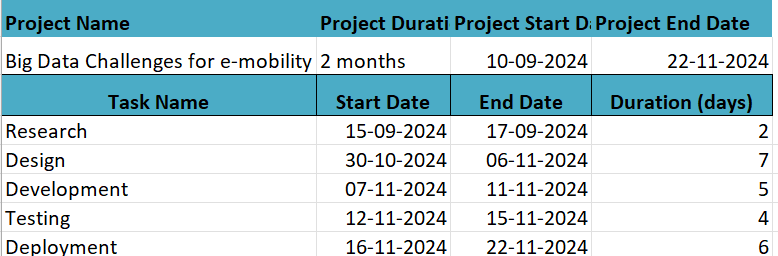 Project Name Project Durati Project Start Da Project End Date
Big Data Challenges for e-mobility 2 months 10-09-2024 22-11-2024
Task Name Start Date End Date Duration (days)
Research 15-09-2024 17-09-2024 2
Design 30-10-2024 06-11-2024 7
Development 07-11-2024 11-11-2024 5
Testing 12-11-2024 15-11-2024 4
Deployment 16-11-2024 22-11-2024 6